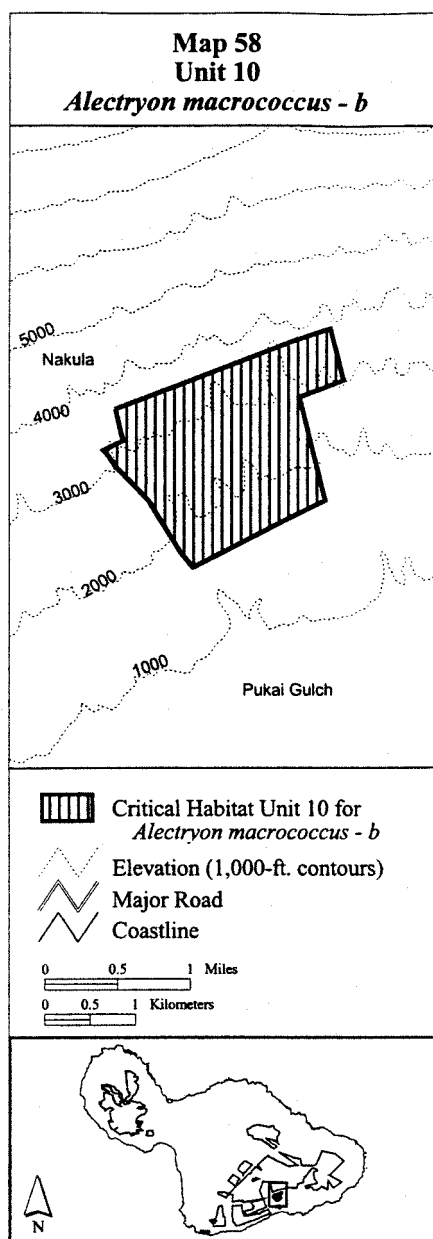 Map 58
Unit 10
Alectryon macrococcus - b
5000
Nakula
4000
3000
2000
1000
Pukai Gulch
Critical Habitat Unit 10 for
Alectryon macrococcus - b
Elevation (1,000-ft. contours)
Major Road
Coastline
0 0.5 1 Miles
0 0.5 1 Kilometers
N